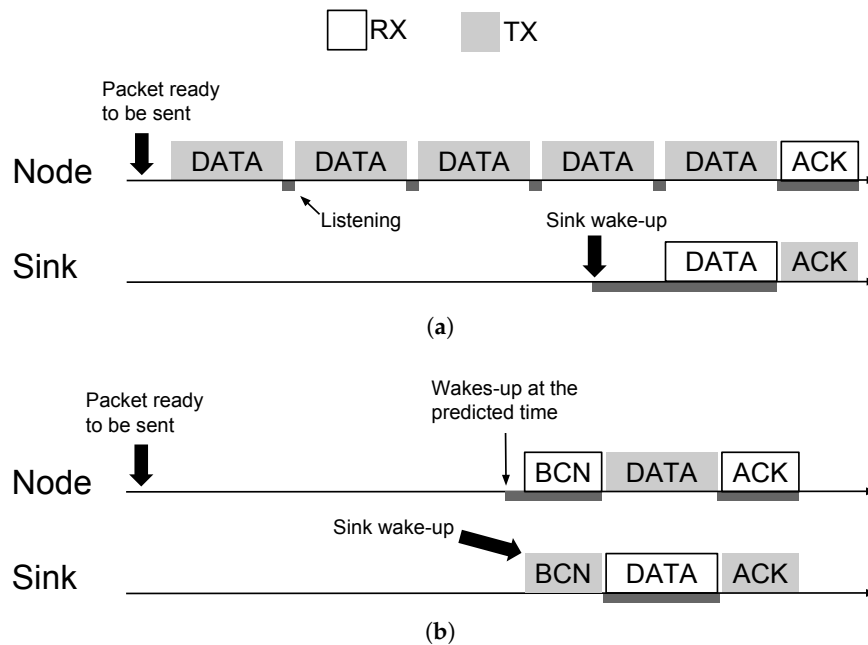 RX TX
Packet ready
to be sent
Node DATA DATA DATA DATA DATA ACK
Listening
Sink wake-up
Sink DATA ACK
(a)
Packet ready
to be sent
Wakes-up at the
predicted time
Node BCN DATA ACK
Sink wake-up
Sink BCN DATA ACK
(b)